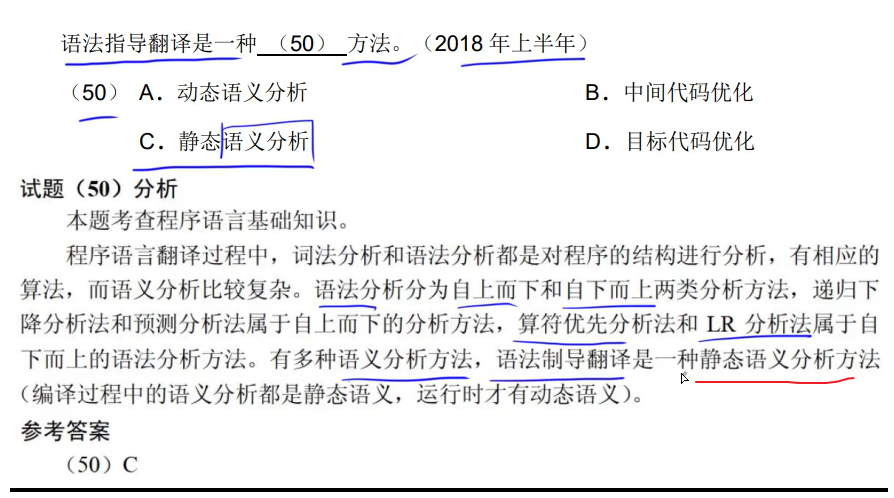 语法指导翻译是一种 （50） 方法。（2018 年上半年）
（50） A．动态语义分析 B．中间代码优化
C．静态语义分析 D．目标代码优化
试题（50）分析
本题考查程序语言基础知识。
程序语言翻译过程中，词法分析和语法分析都是对程序的结构进行分析，有相应的
算法，而语义分析比较复杂。语法分析分为自上而下和自下而上两类分析方法，递归下
降分析法和预测分析法属于自上而下的分析方法，算符优先分析法和 LR 分析法属于自
下而上的语法分析方法。有多种语义分析方法，语法制导翻译是一种静态语义分析方法
（编译过程中的语义分析都是静态语义，运行时才有动态语义）。
参考答案
（50）C